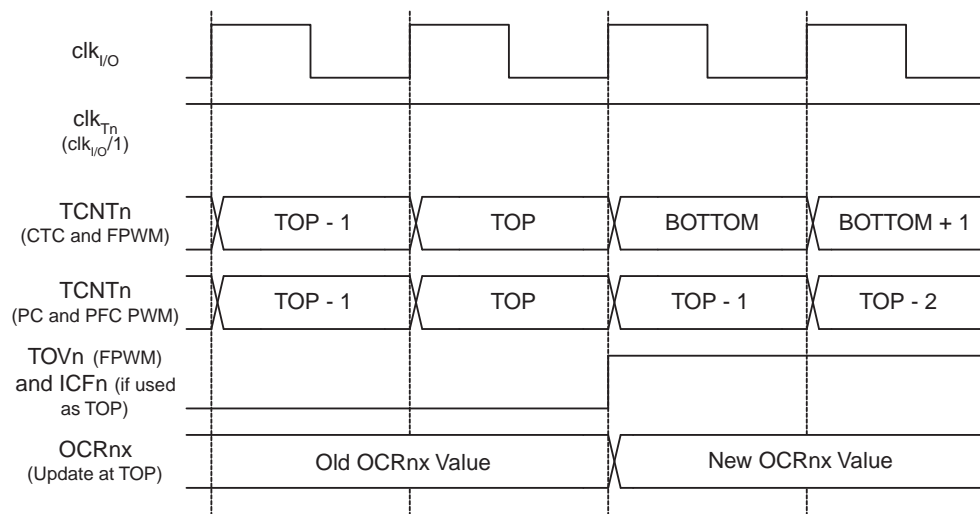 clkI/O
clkTn
(clkI/O/1)
TCNTn
(CTC and FPWM)
TOP - 1
TOP
BOTTOM
BOTTOM + 1
TCNTn
(PC and PFC PWM)
TOP - 1
TOP
TOP - 1
TOP - 2
TOVn (FPWM)
and ICFn (if used
as TOP)
OCRnx
(Update at TOP)
Old OCRnx Value
New OCRnx Value